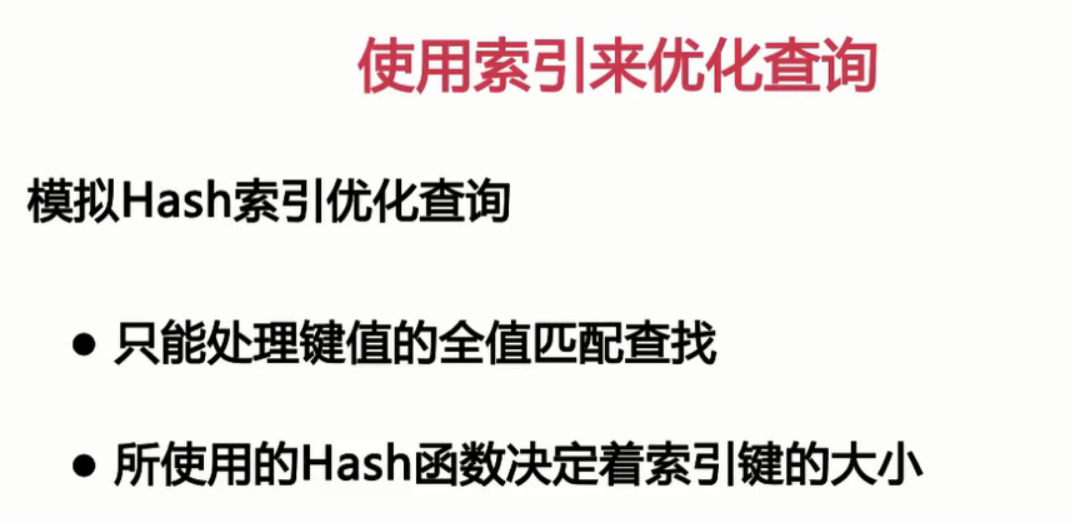 使用索引来优化查询
模拟Hash索引优化查询
● 只能处理键值的全值匹配查找
● 所使用的Hash函数决定着索引键的大小